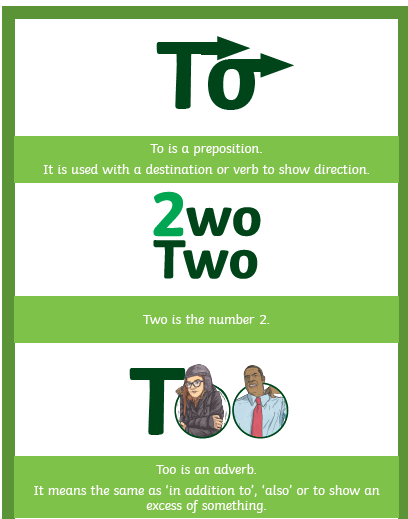 To
To is a preposition.
It is used with a destination or verb to show direction.
2wo
Two
Two is the number 2.
Too
Too is an adverb.
It means the same as ‘in addition to’, ‘also’ or to show an
excess of something.